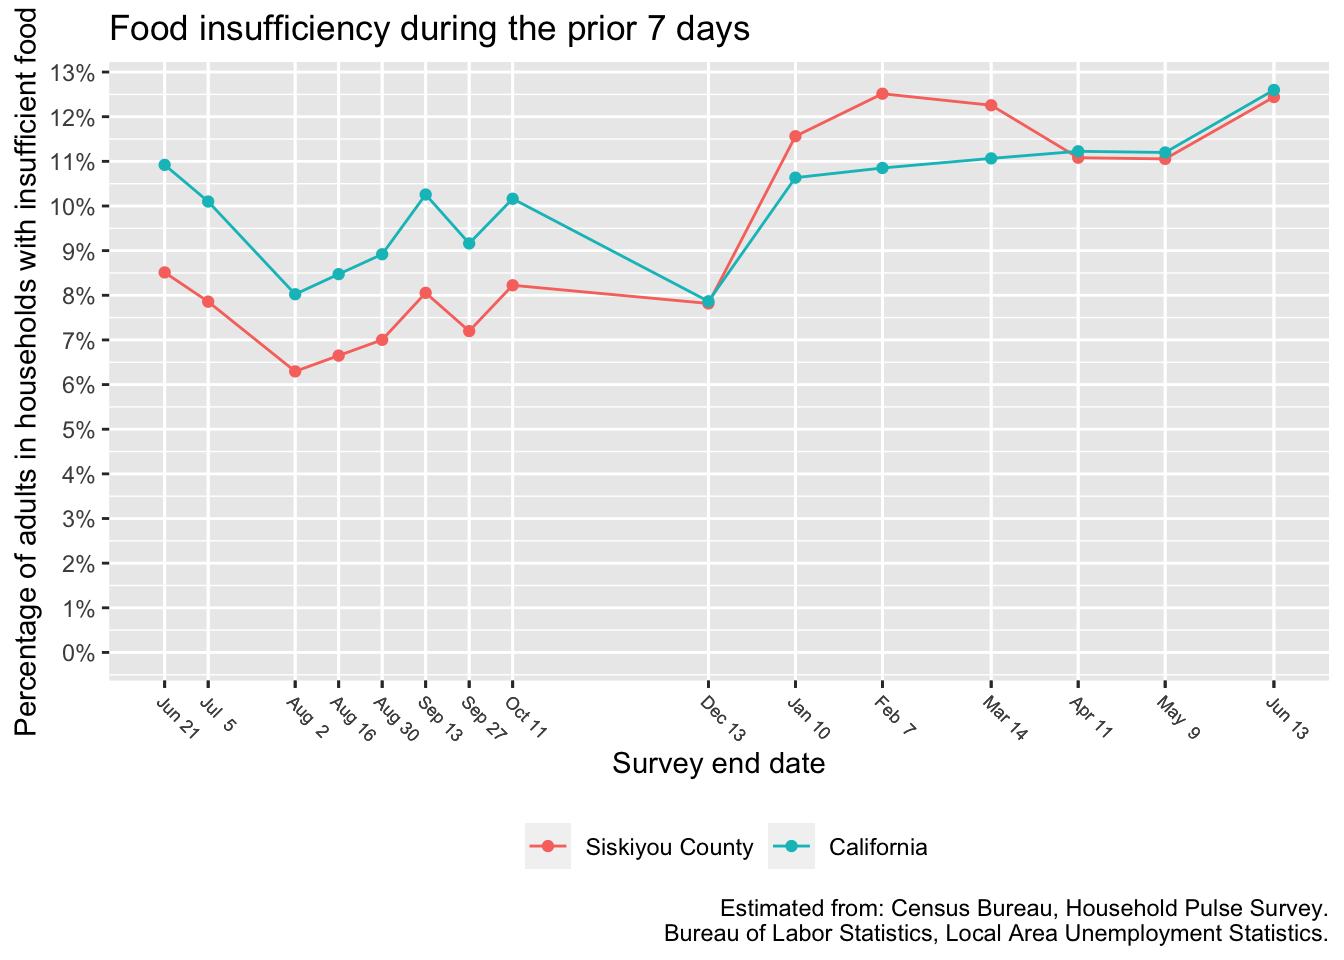 Food insufficiency during the prior 7 days
Percentage of adults in households with insufficient food
13%
12%
11%
10%
9%
8%
7%
6%
5%
4%
3%
2%
1%
0%
Jun 21
Jul 5
Aug 2
Aug 16
Aug 30
Sep 13
Sep 27
Oct 11
Dec 13
Jan 10
Feb 7
Mar 14
Apr 11
May 9
Jun 13
Survey end date
Siskiyou County
California
Estimated from: Census Bureau, Household Pulse Survey.
Bureau of Labor Statistics, Local Area Unemployment Statistics.